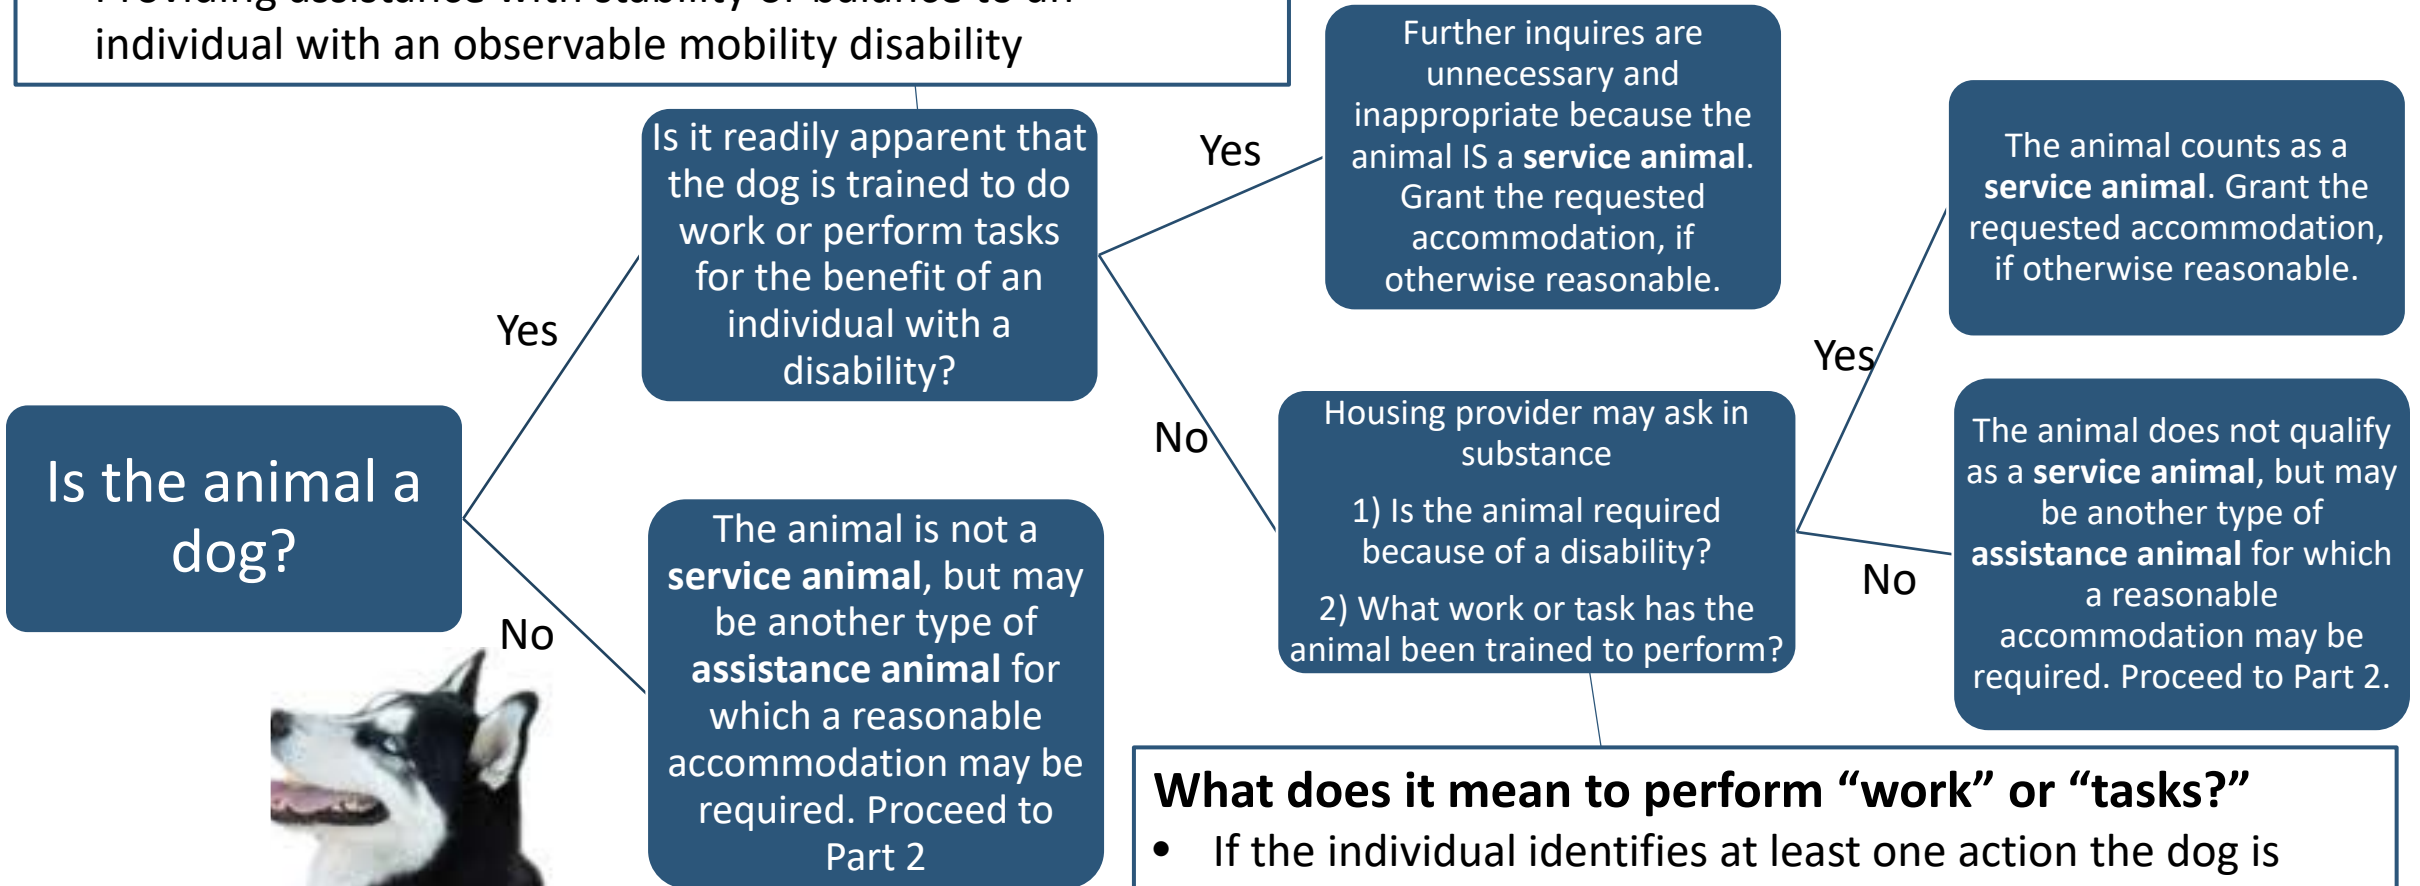 individual with an observable mobility disability
Is the animal a
dog?
Yes
No
Is it readily apparent that
the dog is trained to do
work or perform tasks
for the benefit of an
individual with a
disability?
The animal is not a
service animal, but may
be another type of
assistance animal for
which a reasonable
accommodation may be
required. Proceed to
Part 2
Yes
No
Further inquires are
unnecessary and
inappropriate because the
animal IS a service animal.
Grant the requested
accommodation, if
otherwise reasonable.
Housing provider may ask in
substance
1) Is the animal required
because of a disability?
2) What work or task has the
animal been trained to perform?
Yes
No
The animal counts as a
service animal. Grant the
requested accommodation,
if otherwise reasonable.
The animal does not qualify
as a service animal, but may
be another type of
assistance animal for which
a reasonable
accommodation may be
required. Proceed to Part 2.
What does it mean to perform “work” or “tasks?”
• If the individual identifies at least one action the dog is